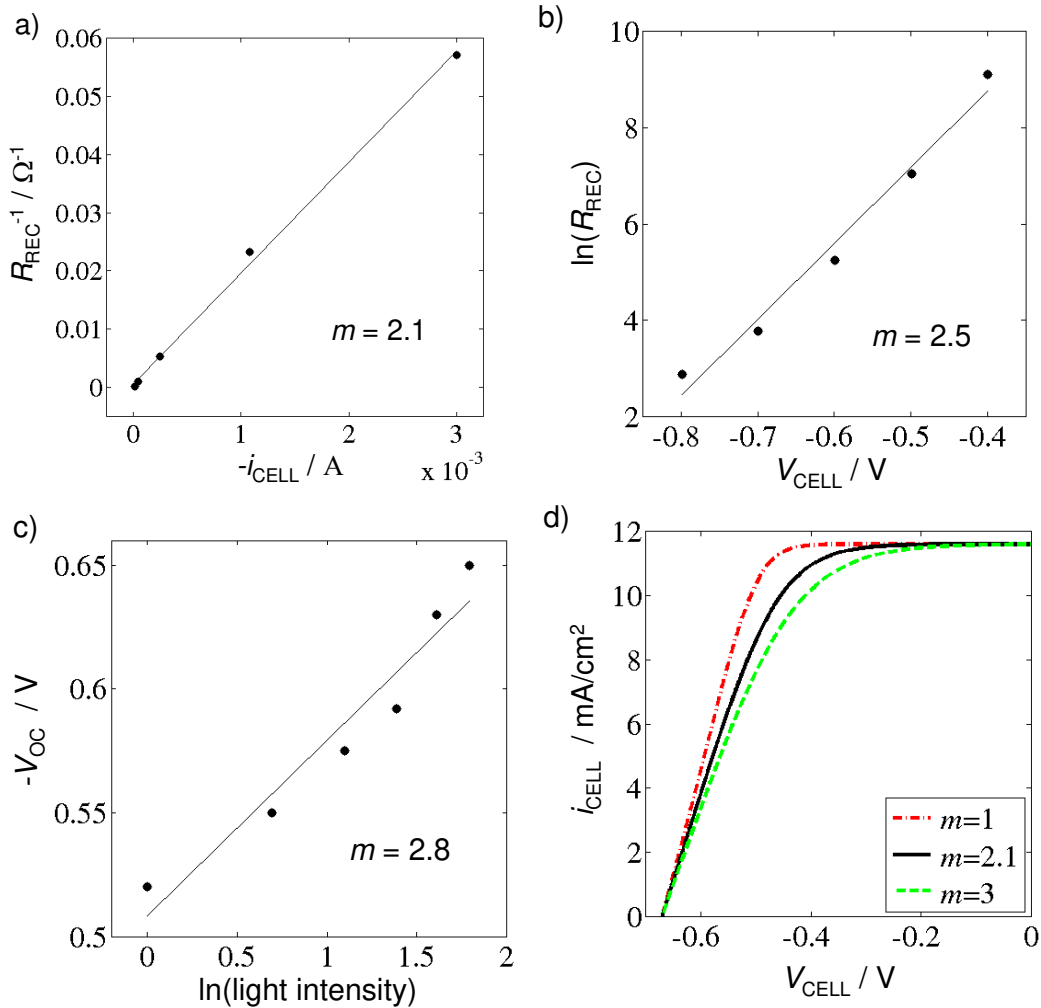 a)
0.06
0.05
0.04
0.03
0.02
0.01
0
R_REC^-1 / Ω^-1
m = 2.1
0 1 2 3
-i_CELL / A x 10^-3
b)
10
8
6
4
2
ln(R_REC)
m = 2.5
-0.8 -0.7 -0.6 -0.5 -0.4
V_CELL / V
c)
0.65
0.6
0.55
0.5
-V_OC / V
m = 2.8
0 0.5 1 1.5 2
ln(light intensity)
d)
12
10
8
6
4
2
0
i_CELL / mA/cm^2
m=1
m=2.1
m=3
-0.6 -0.4 -0.2 0
V_CELL / V